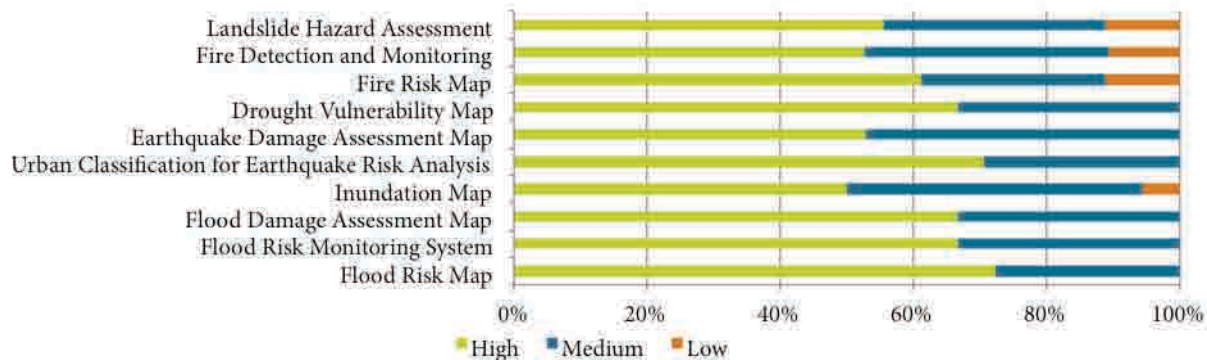 Landslide Hazard Assessment
Fire Detection and Monitoring
Fire Risk Map
Drought Vulnerability Map
Earthquake Damage Assessment Map
Urban Classification for Earthquake Risk Analysis
Inundation Map
Flood Damage Assessment Map
Flood Risk Monitoring System
Flood Risk Map
0% 20% 40% 60% 80% 100%
High Medium Low